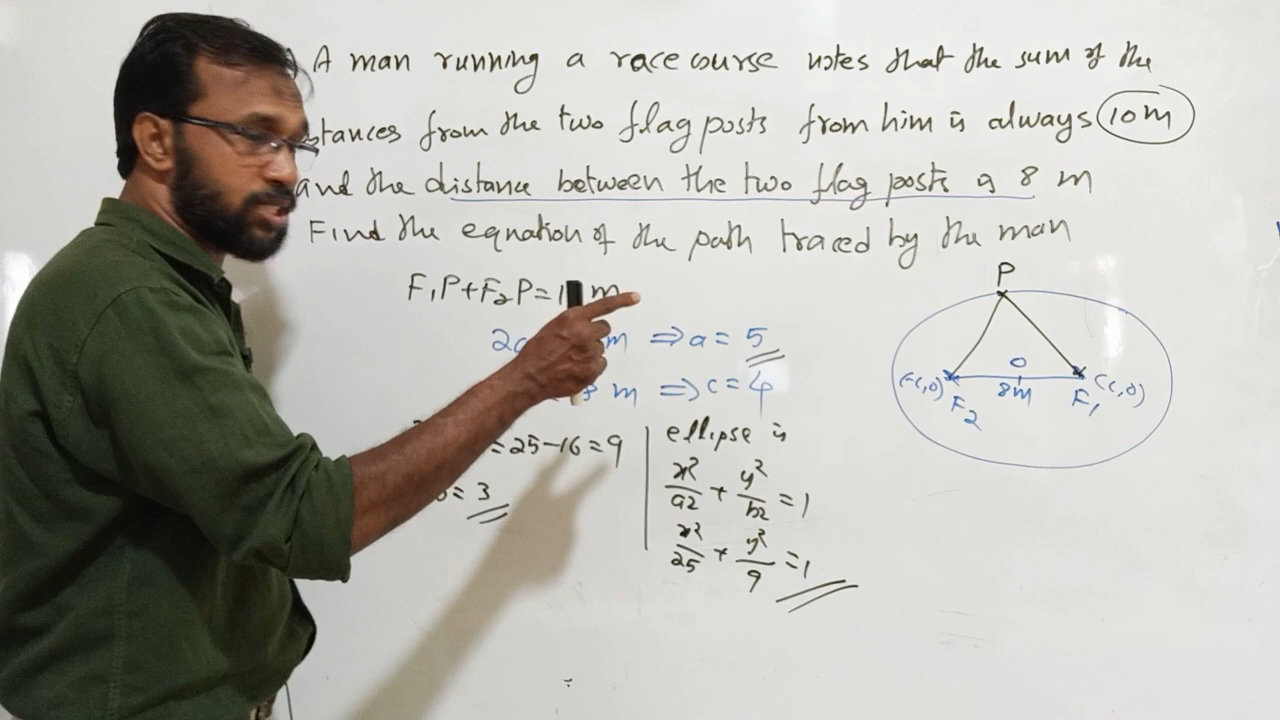 A man running a race course notes that the sum of the
stances from the two flag posts from him is always 10 m
and the distance between the two flag posts is 8 m
Find the equation of the path traced by the man
F₁P+F₂P=1 m
P
2 m ⇒ a = 5
8 m ⇒ c = 4
O
(-c,0) 8m (c,0)
F₂ F₁
=25-16=9
= 3
ellipse is
x²/a² + y²/b² = 1
x²/25 + y²/9 = 1